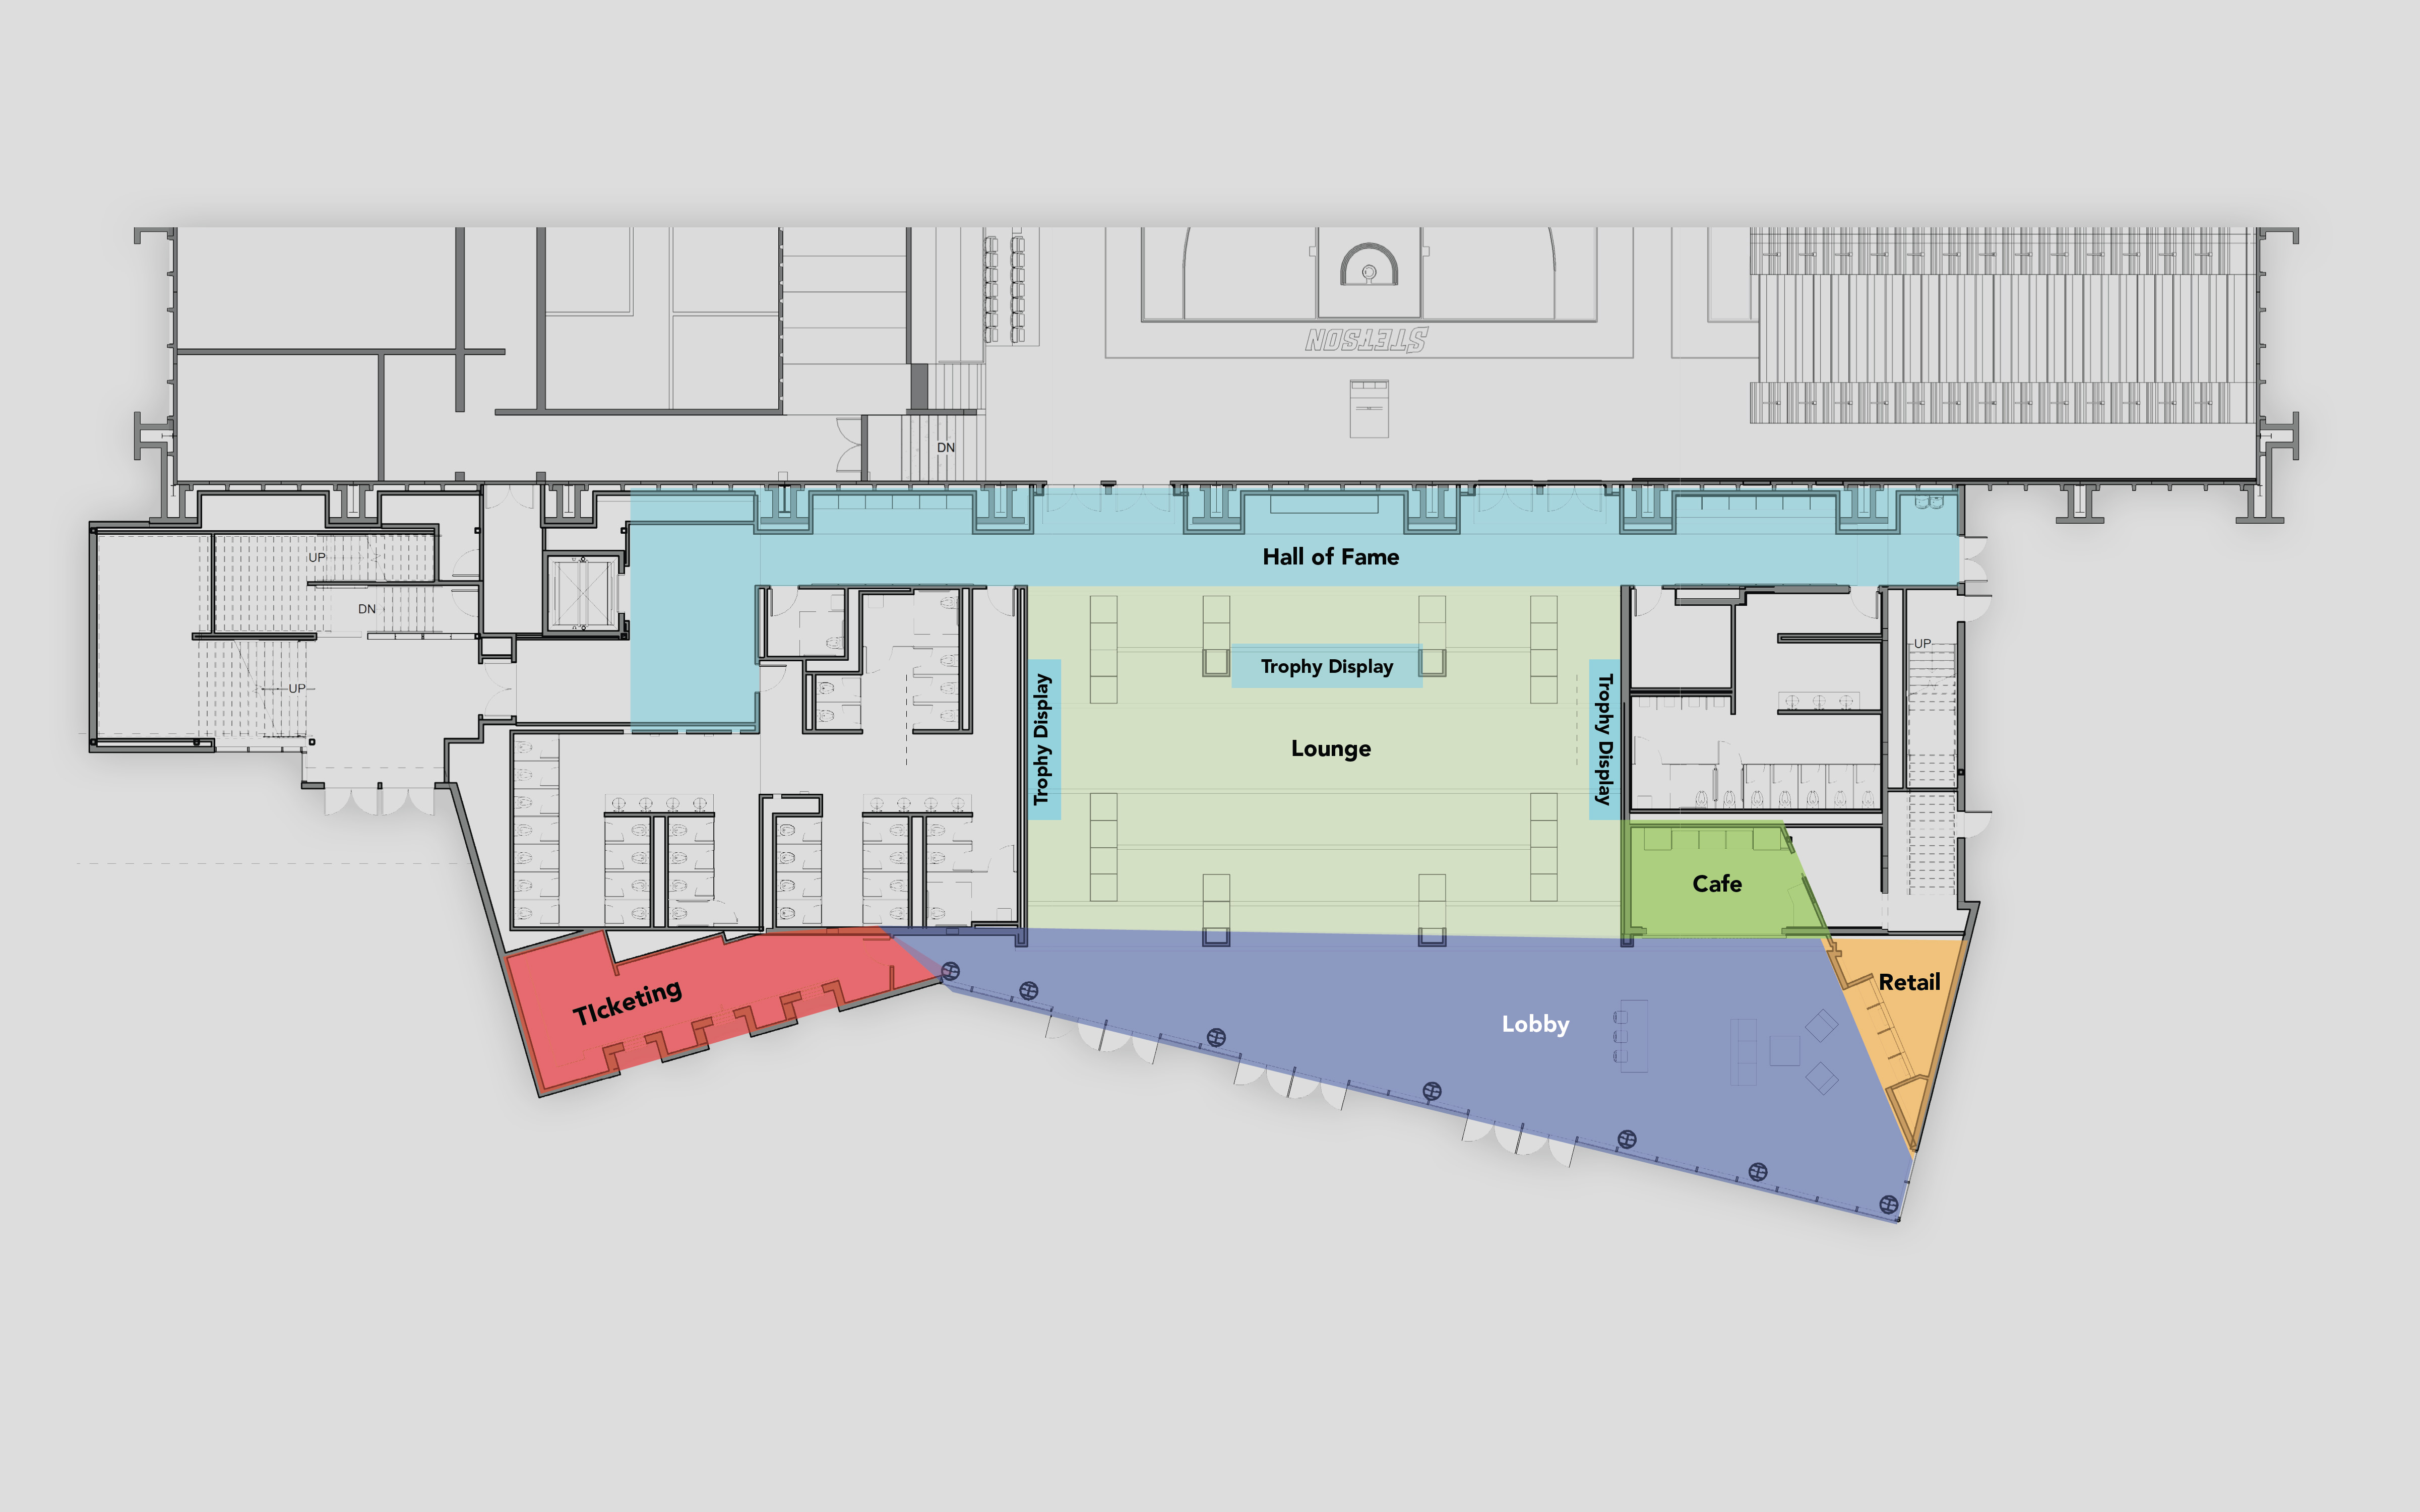 STETSON
DN
Hall of Fame
UP
DN
UP
UP
Trophy Display
Trophy Display
Trophy Display
Lounge
Cafe
TIcketing
Retail
Lobby